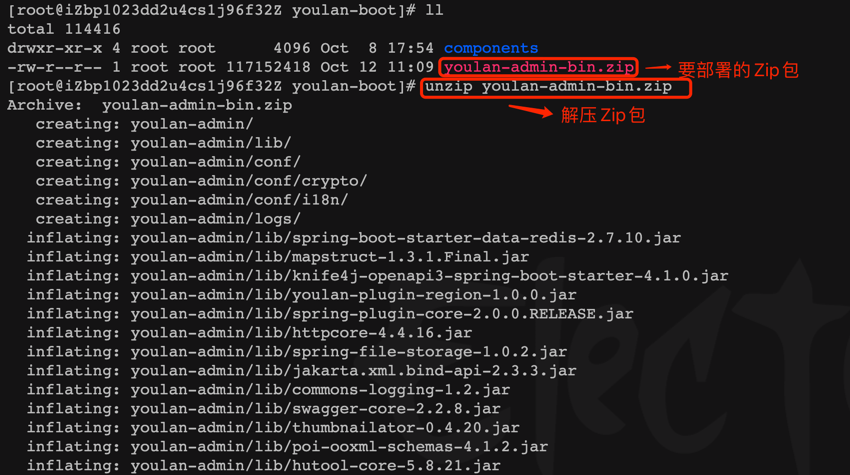 [root@iZbp1023dd2u4cs1j96f32Z youlan-boot]# ll
total 114416
drwxr-xr-x 4 root root      4096 Oct  8 17:54 components
-rw-r--r-- 1 root root 117152418 Oct 12 11:09 youlan-admin-bin.zip 要部署的Zip包
[root@iZbp1023dd2u4cs1j96f32Z youlan-boot]# unzip youlan-admin-bin.zip
Archive:  youlan-admin-bin.zip 解压Zip包
   creating: youlan-admin/
   creating: youlan-admin/lib/
   creating: youlan-admin/conf/
   creating: youlan-admin/conf/crypto/
   creating: youlan-admin/conf/i18n/
   creating: youlan-admin/logs/
  inflating: youlan-admin/lib/spring-boot-starter-data-redis-2.7.10.jar
  inflating: youlan-admin/lib/mapstruct-1.3.1.Final.jar
  inflating: youlan-admin/lib/knife4j-openapi3-spring-boot-starter-4.1.0.jar
  inflating: youlan-admin/lib/youlan-plugin-region-1.0.0.jar
  inflating: youlan-admin/lib/spring-plugin-core-2.0.0.RELEASE.jar
  inflating: youlan-admin/lib/httpcore-4.4.16.jar
  inflating: youlan-admin/lib/spring-file-storage-1.0.2.jar
  inflating: youlan-admin/lib/jakarta.xml.bind-api-2.3.3.jar
  inflating: youlan-admin/lib/commons-logging-1.2.jar
  inflating: youlan-admin/lib/swagger-core-2.2.8.jar
  inflating: youlan-admin/lib/thumbnailator-0.4.20.jar
  inflating: youlan-admin/lib/poi-ooxml-schemas-4.1.2.jar
  inflating: youlan-admin/lib/hutool-core-5.8.21.jar